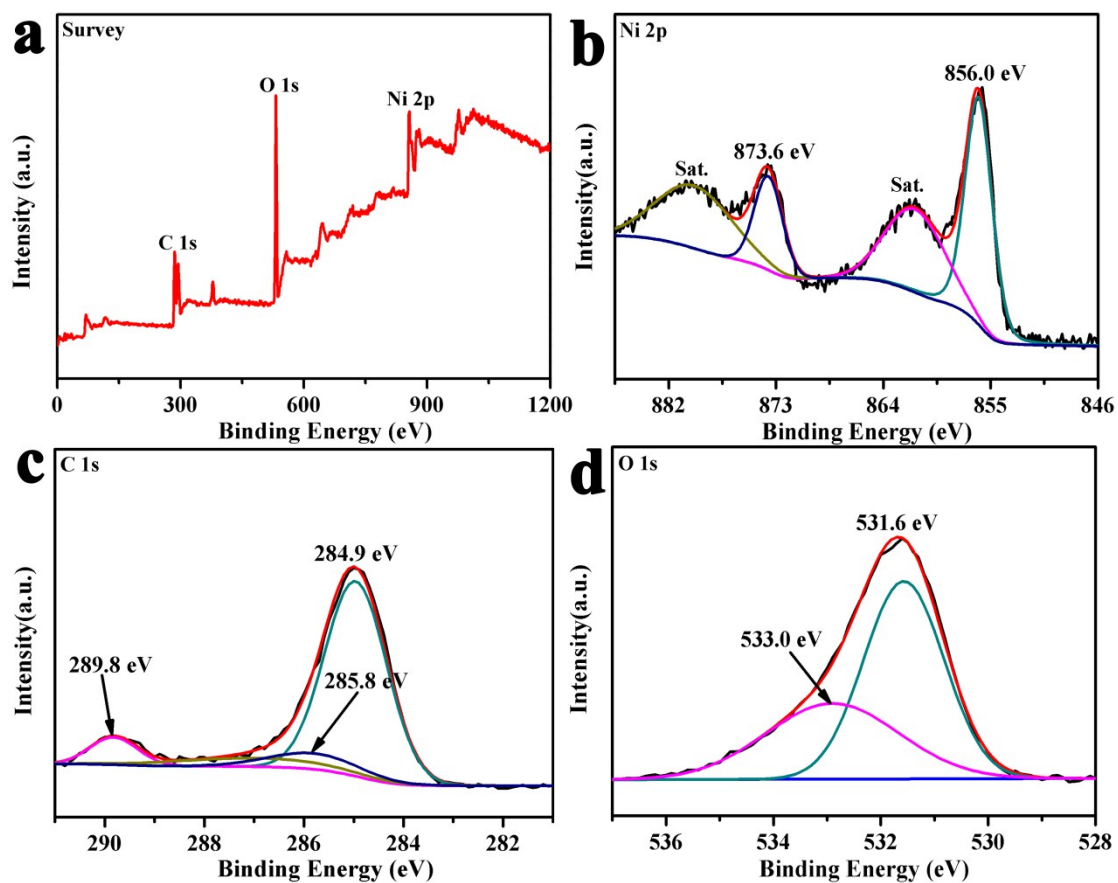 a
Survey
O 1s
Ni 2p
C 1s
Intensity (a.u.)
0 300 600 900 1200
Binding Energy (eV)
b
Ni 2p
856.0 eV
Sat.
873.6 eV
Sat.
Intensity(a.u.)
882 873 864 855 846
Binding Energy (eV)
c
C 1s
284.9 eV
289.8 eV
285.8 eV
Intensity(a.u.)
290 288 286 284 282
Binding Energy (eV)
d
O 1s
531.6 eV
533.0 eV
Intensity(a.u.)
536 534 532 530 528
Binding Energy (eV)